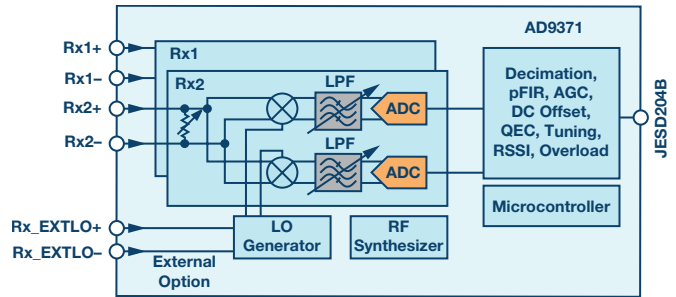 AD9371
Rx1+
Rx1–
Rx2+
Rx2–
Rx1
Rx2
LPF
ADC
LPF
ADC
Decimation,
pFIR, AGC,
DC Offset,
QEC, Tuning,
RSSI, Overload
JESD204B
Microcontroller
Rx_EXTLO+
Rx_EXTLO–
External
Option
LO
Generator
RF
Synthesizer